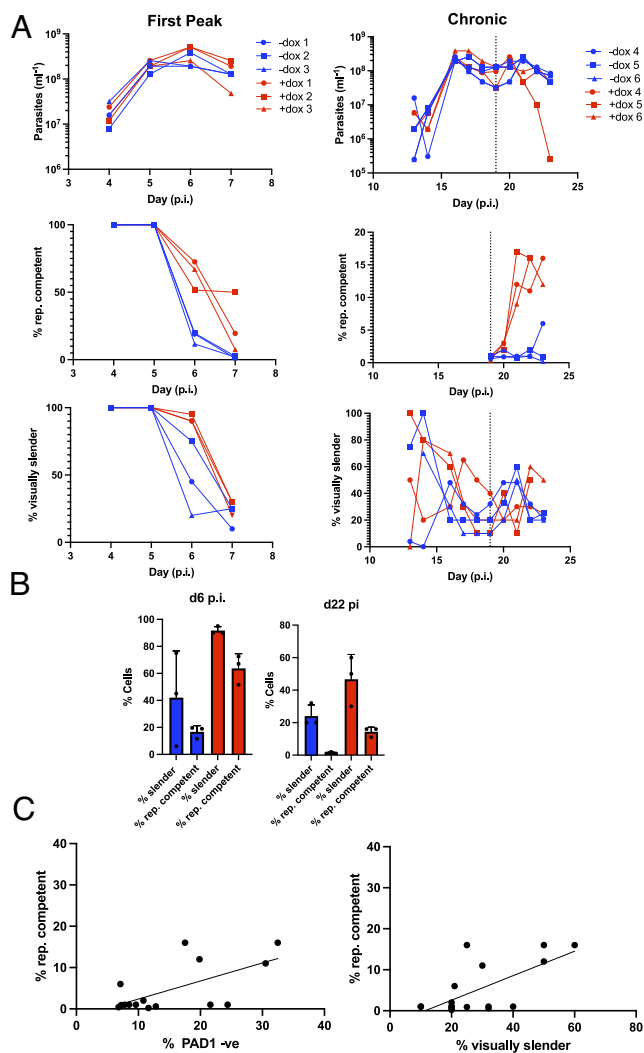 A
First Peak
Chronic
Parasites (ml-1)
10^9
10^8
10^7
10^6
3 4 5 6 7 8
Day (p.i.)
-dox 1
-dox 2
-dox 3
+dox 1
+dox 2
+dox 3
Parasites (ml-1)
10^9
10^8
10^7
10^6
10^5
10 15 20 25
Day (p.i.)
-dox 4
-dox 5
-dox 6
+dox 4
+dox 5
+dox 6
% rep. competent
100
50
0
3 4 5 6 7 8
Day (p.i.)
% rep. competent
20
15
10
5
0
10 15 20 25
Day (p.i.)
% visually slender
100
50
0
3 4 5 6 7 8
Day (p.i.)
% visually slender
100
80
60
40
20
0
10 15 20 25
Day (p.i.)
B
d6 p.i.
% Cells
100
80
60
40
20
0
% slender
% rep. competent
% slender
% rep. competent
d22 pi
% Cells
80
60
40
20
0
% slender
% rep. competent
% slender
% rep. competent
C
% rep. competent
40
30
20
10
0
0 10 20 30 40
% PAD1 -ve
% rep. competent
40
30
20
10
0
0 20 40 60 80
% visually slender